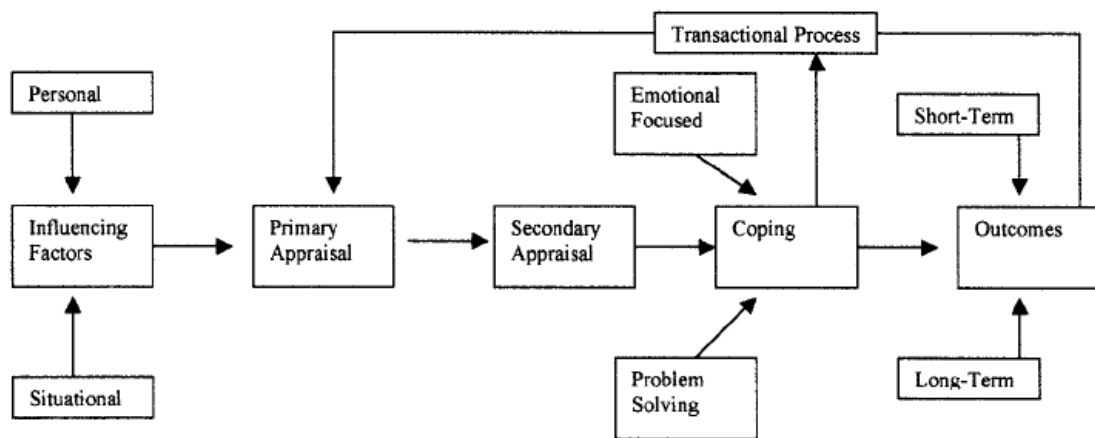 Transactional Process
Personal
Emotional
Focused
Short-Term
Influencing
Factors
Primary
Appraisal
Secondary
Appraisal
Coping
Outcomes
Situational
Problem
Solving
Long-Term